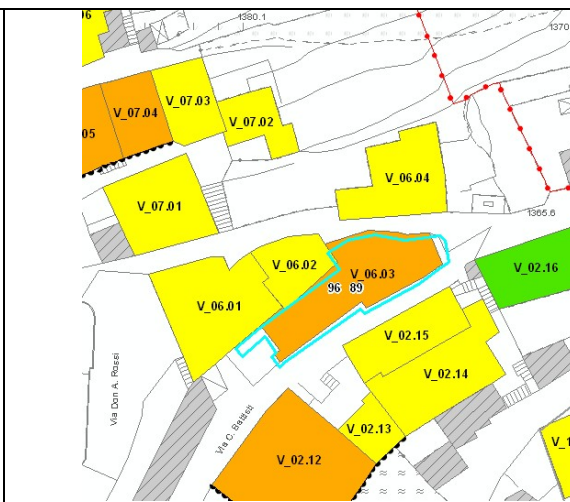 1380.1
1370
06
V_07.03
V_07.04
05
V_07.02
V_06.04
V_07.01
1365.6
V_06.02
V_06.03
V_02.16
96 89
V_06.01
V_02.15
V_02.14
Via Don A. Rossi
Via C. Battisti
V_02.13
V_1
V_02.12